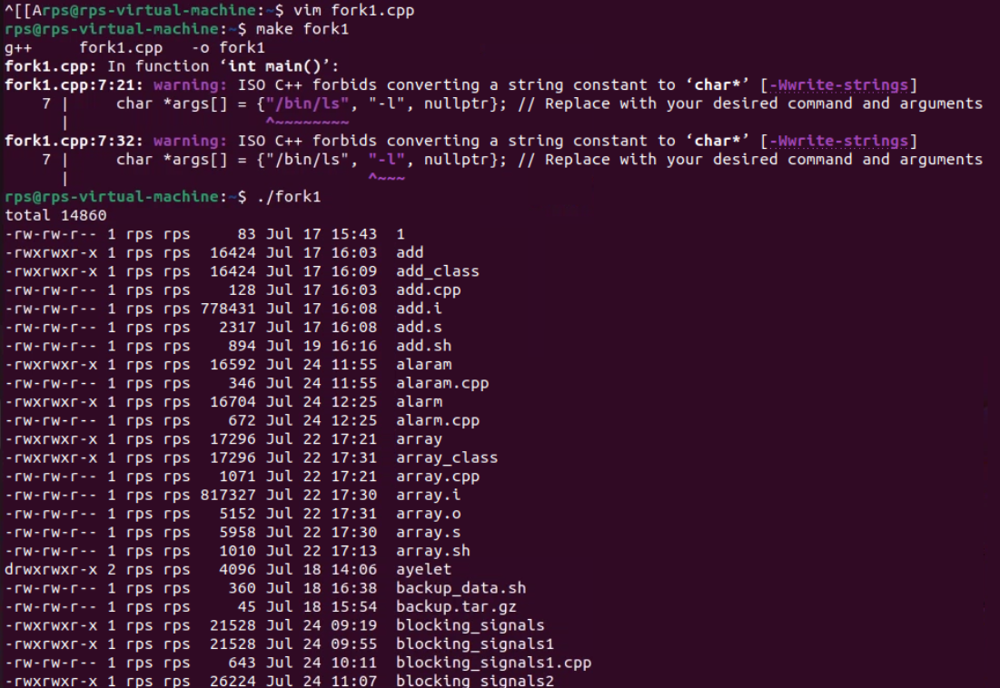 ^[[Arps@rps-virtual-machine:~$ vim fork1.cpp
rps@rps-virtual-machine:~$ make fork1
g++     fork1.cpp   -o fork1
fork1.cpp: In function ‘int main()’:
fork1.cpp:7:21: warning: ISO C++ forbids converting a string constant to ‘char*’ [-Wwrite-strings]
    7 |     char *args[] = {"/bin/ls", "-l", nullptr}; // Replace with your desired command and arguments
      |                     ^~~~~~~~~
fork1.cpp:7:32: warning: ISO C++ forbids converting a string constant to ‘char*’ [-Wwrite-strings]
    7 |     char *args[] = {"/bin/ls", "-l", nullptr}; // Replace with your desired command and arguments
      |                                ^~~~
rps@rps-virtual-machine:~$ ./fork1
total 14860
-rw-rw-r-- 1 rps rps     83 Jul 17 15:43  1
-rwxrwxr-x 1 rps rps  16424 Jul 17 16:03  add
-rwxrwxr-x 1 rps rps  16424 Jul 17 16:09  add_class
-rw-rw-r-- 1 rps rps    128 Jul 17 16:03  add.cpp
-rw-rw-r-- 1 rps rps 778431 Jul 17 16:08  add.i
-rw-rw-r-- 1 rps rps   2317 Jul 17 16:08  add.s
-rw-rw-r-- 1 rps rps    894 Jul 19 16:16  add.sh
-rwxrwxr-x 1 rps rps  16592 Jul 24 11:55  alaram
-rw-rw-r-- 1 rps rps    346 Jul 24 11:55  alaram.cpp
-rwxrwxr-x 1 rps rps  16704 Jul 24 12:25  alarm
-rw-rw-r-- 1 rps rps    672 Jul 24 12:25  alarm.cpp
-rwxrwxr-x 1 rps rps  17296 Jul 22 17:21  array
-rwxrwxr-x 1 rps rps  17296 Jul 22 17:31  array_class
-rw-rw-r-- 1 rps rps   1071 Jul 22 17:21  array.cpp
-rw-rw-r-- 1 rps rps 817327 Jul 22 17:30  array.i
-rw-rw-r-- 1 rps rps   5152 Jul 22 17:31  array.o
-rw-rw-r-- 1 rps rps   5958 Jul 22 17:30  array.s
-rw-rw-r-- 1 rps rps   1010 Jul 22 17:13  array.sh
drwxrwxr-x 2 rps rps   4096 Jul 18 14:06  ayelet
-rw-rw-r-- 1 rps rps    360 Jul 18 16:38  backup_data.sh
-rw-rw-r-- 1 rps rps     45 Jul 18 15:54  backup.tar.gz
-rwxrwxr-x 1 rps rps  21528 Jul 24 09:19  blocking_signals
-rwxrwxr-x 1 rps rps  21528 Jul 24 09:55  blocking_signals1
-rw-rw-r-- 1 rps rps    643 Jul 24 10:11  blocking_signals1.cpp
-rwxrwxr-x 1 rps rps  26224 Jul 24 11:07  blocking_signals2